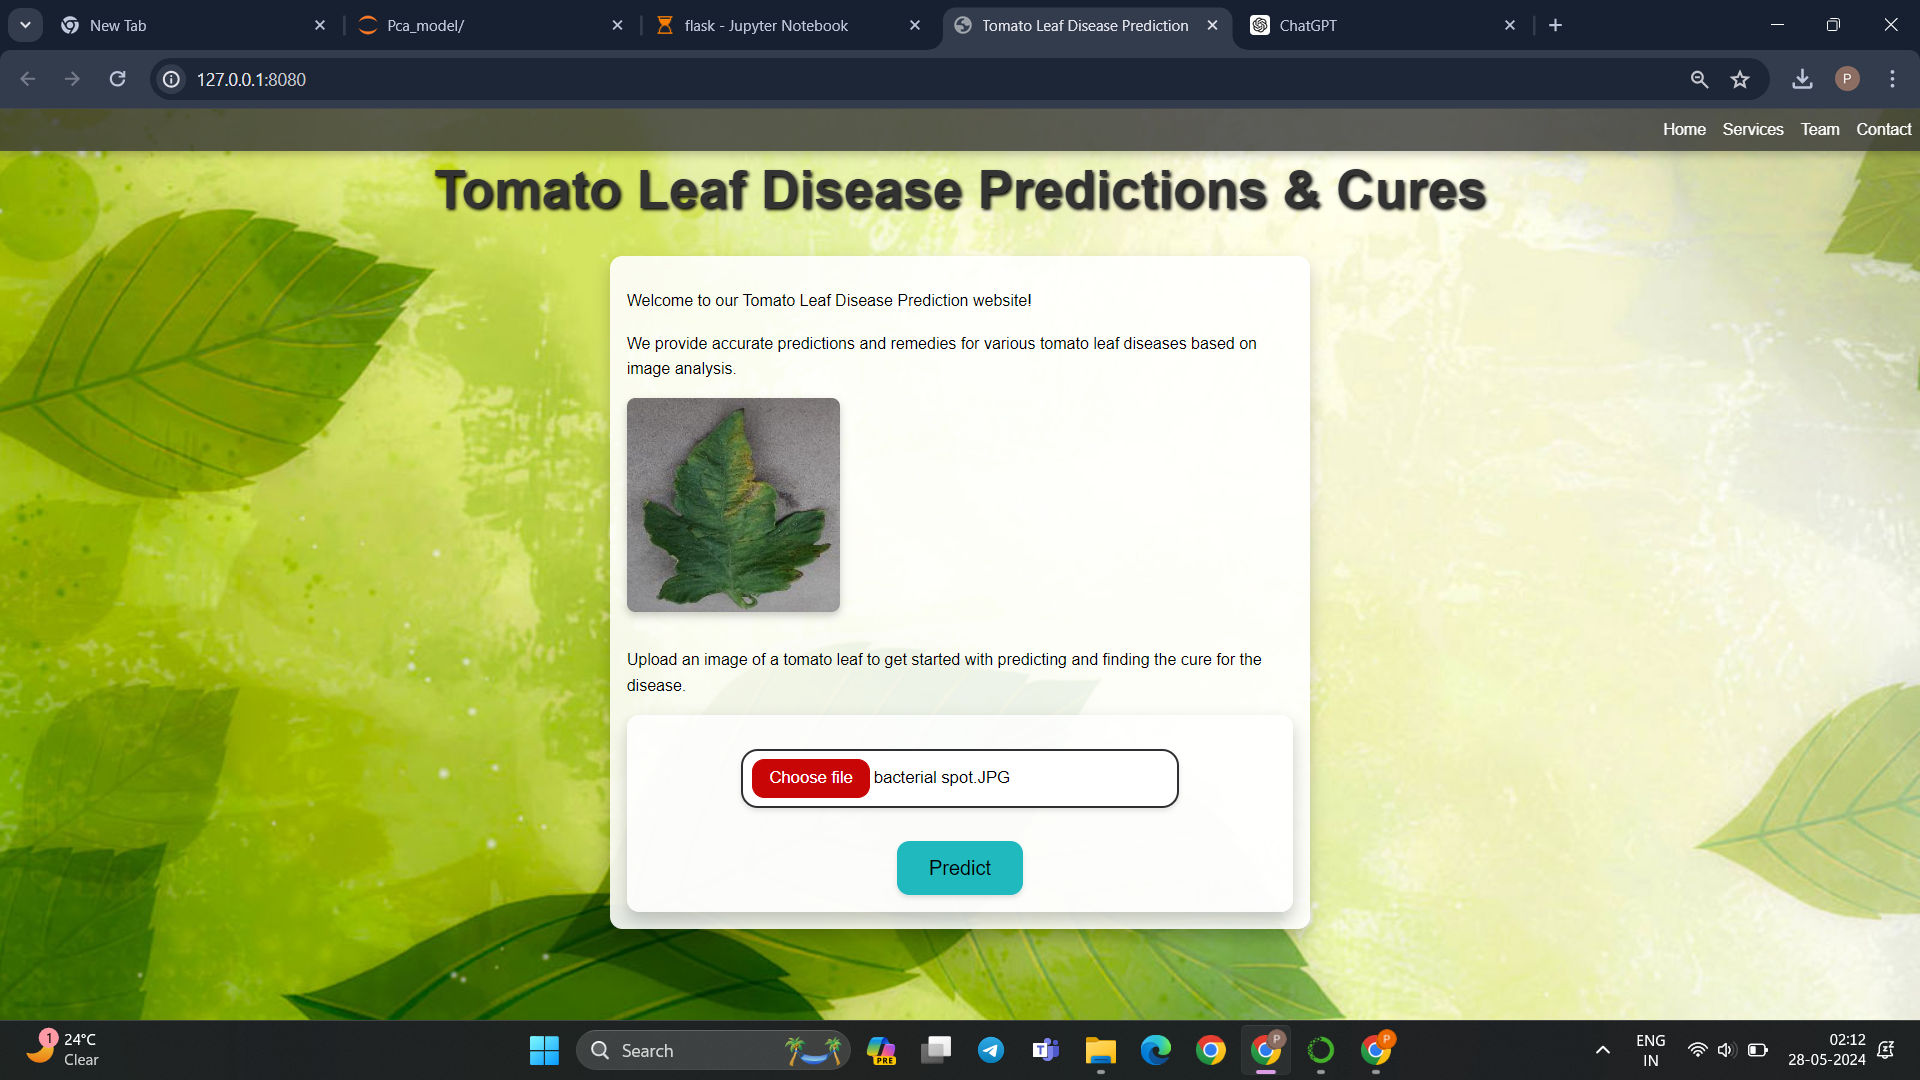 New Tab
Pca_model/
flask - Jupyter Notebook
Tomato Leaf Disease Prediction
ChatGPT
127.0.0.1:8080
P
Home Services Team Contact
Tomato Leaf Disease Predictions & Cures
Welcome to our Tomato Leaf Disease Prediction website!
We provide accurate predictions and remedies for various tomato leaf diseases based on
image analysis.
Upload an image of a tomato leaf to get started with predicting and finding the cure for the
disease.
Choose file bacterial spot.JPG
Predict
1
24°C
Clear
Search
PRE
T
P
P
ENG
IN
02:12
28-05-2024